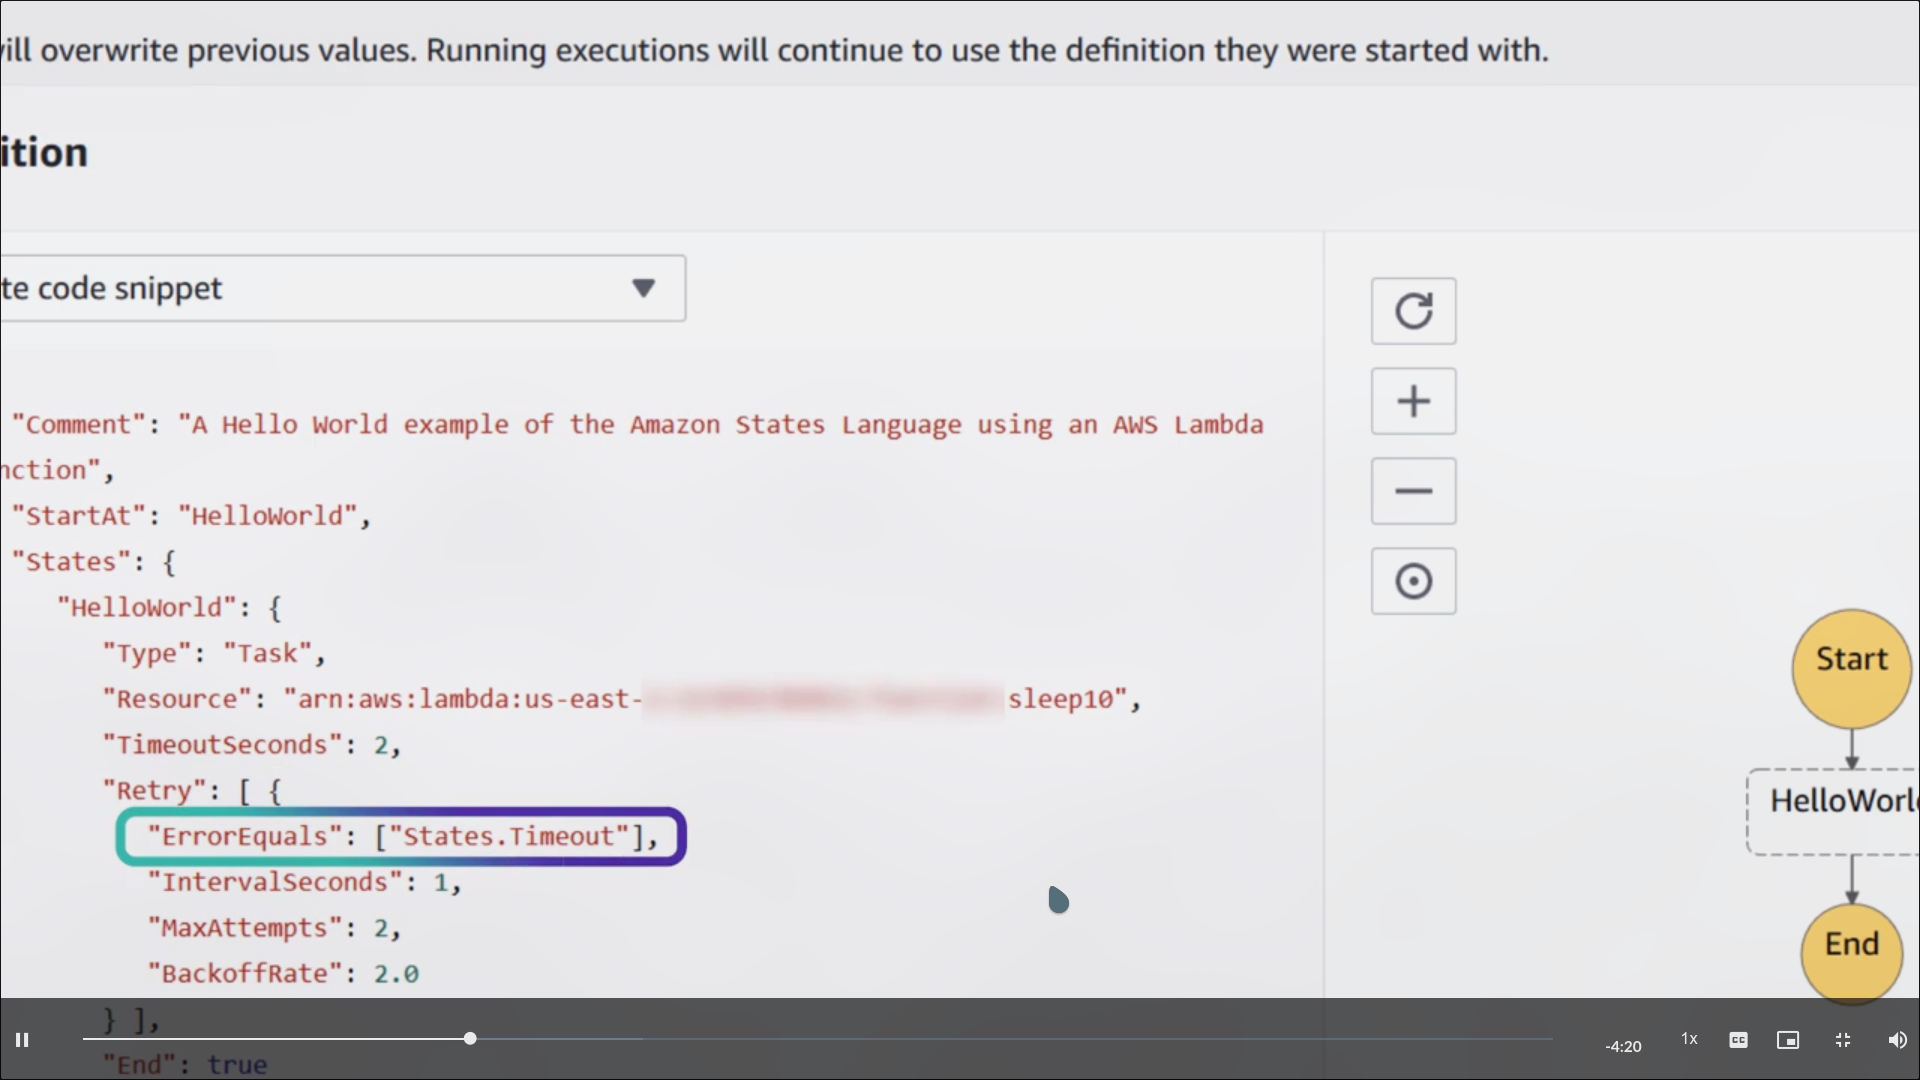 ill overwrite previous values. Running executions will continue to use the definition they were started with.
ition
te code snippet
"Comment": "A Hello World example of the Amazon States Language using an AWS Lambda
nction",
"StartAt": "HelloWorld",
"States": {
"HelloWorld": {
"Type": "Task",
"Resource": "arn:aws:lambda:us-east- sleep10",
"TimeoutSeconds": 2,
"Retry": [ {
"ErrorEquals": ["States.Timeout"],
"IntervalSeconds": 1,
"MaxAttempts": 2,
"BackoffRate": 2.0
} ],
"End": true
Start
HelloWorl
End
-4:20
1x
CC